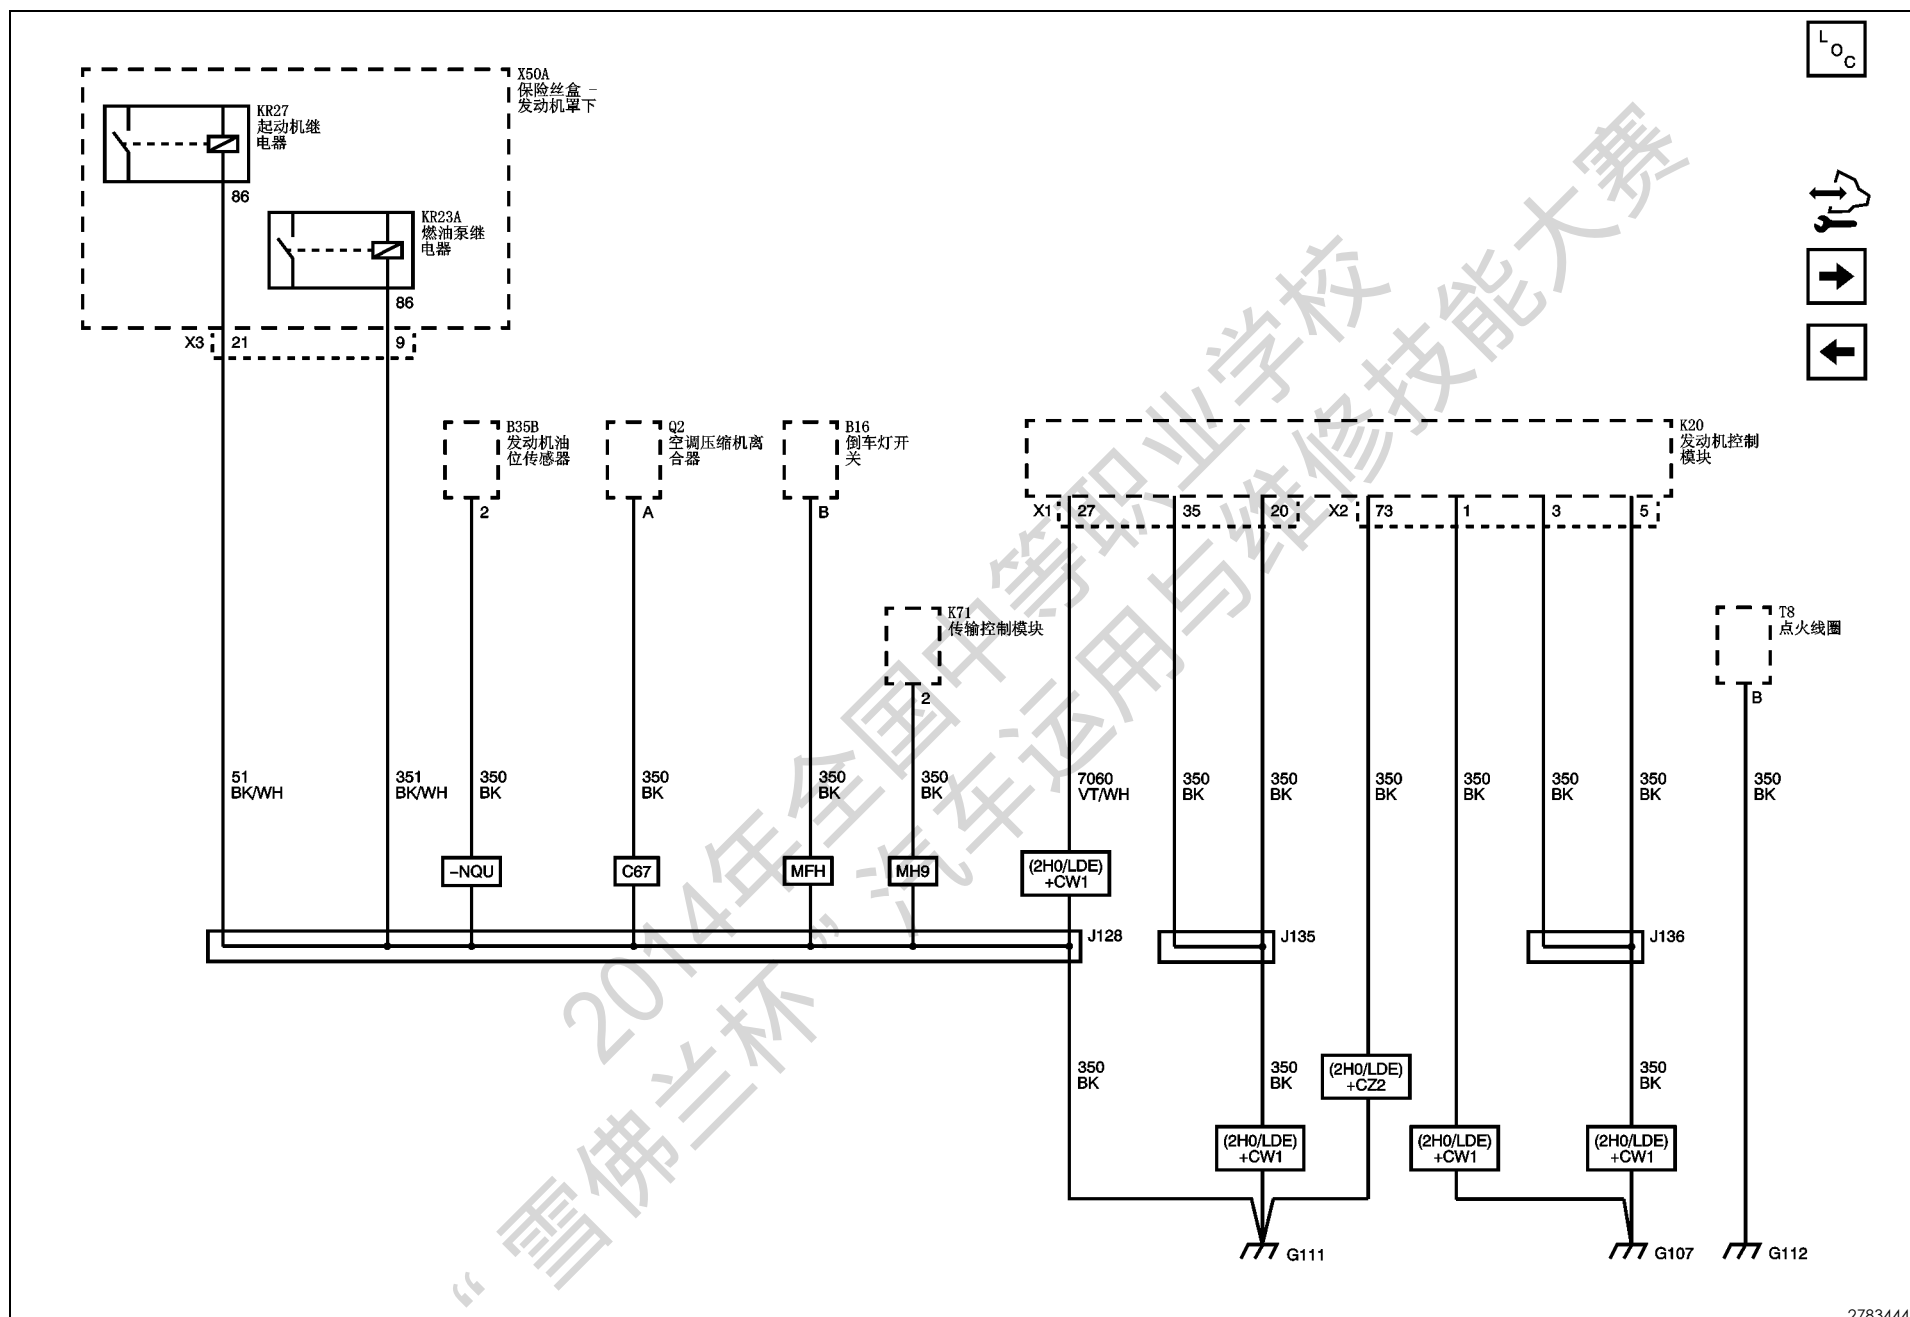 L
O
C
X50A
保险丝盒 -
发动机罩下
KR27
起动机继
电器
86
KR23A
燃油泵继
电器
86
X3
21
9
B35B
发动机油
位传感器
2
Q2
空调压缩机离
合器
A
B16
倒车灯开
关
B
K71
传输控制模块
2
K20
发动机控制
模块
X1
27
35
20
X2
73
1
3
5
T8
点火线圈
B
51
BK/WH
351
BK/WH
350
BK
350
BK
350
BK
350
BK
7060
VT/WH
350
BK
350
BK
350
BK
350
BK
350
BK
350
BK
350
BK
-NQU
C67
MFH
MH9
(2H0/LDE)
+CW1
J128
J135
J136
350
BK
350
BK
(2H0/LDE)
+CZ2
350
BK
(2H0/LDE)
+CW1
(2H0/LDE)
+CW1
(2H0/LDE)
+CW1
G111
G107
G112
2783444
2014年全国中等职业学校
“雪佛兰杯”汽车运用与维修技能大赛